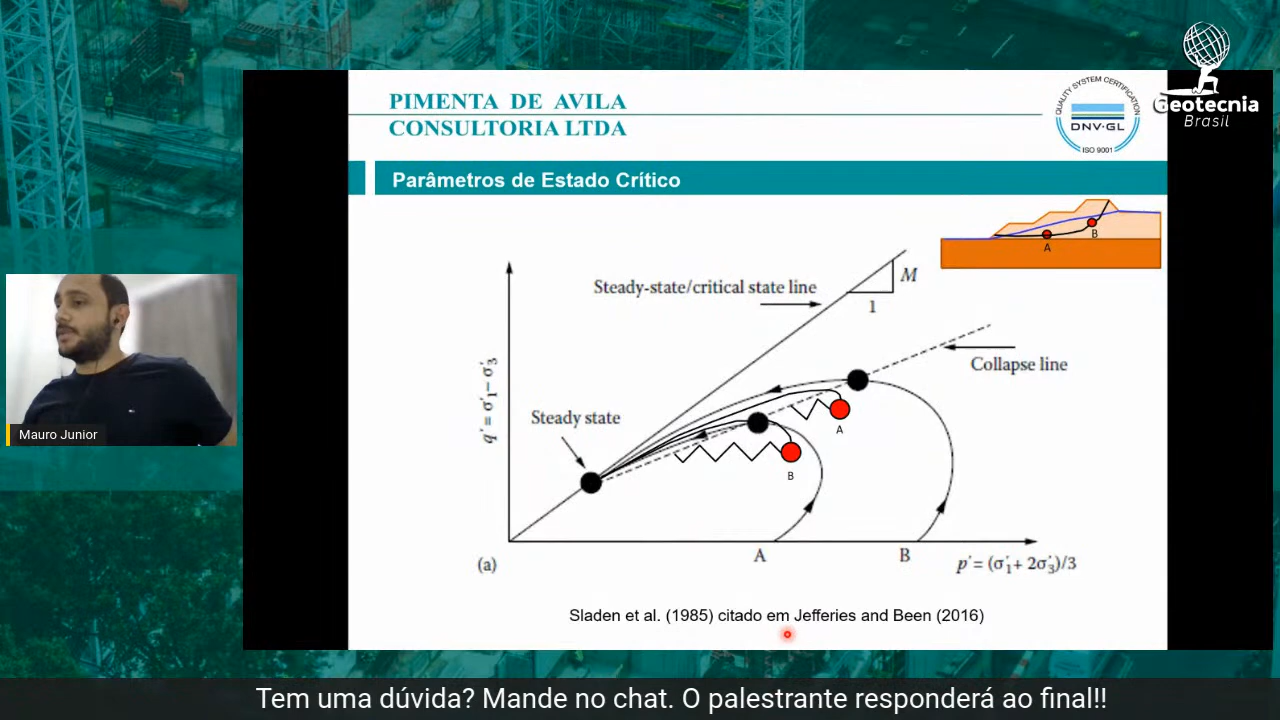 Geotecnia
Brasil
PIMENTA DE AVILA
CONSULTORIA LTDA
QUALITY SYSTEM CERTIFICATION
DNV·GL
ISO 9001
Parâmetros de Estado Crítico
A
B
Steady-state/critical state line
M
1
Collapse line
q' = σ'1 − σ'3
Steady state
A
B
Mauro Junior
A
B
(a)
p' = (σ'1 + 2σ'3)/3
Sladen et al. (1985) citado em Jefferies and Been (2016)
Tem uma dúvida? Mande no chat. O palestrante responderá ao final!!